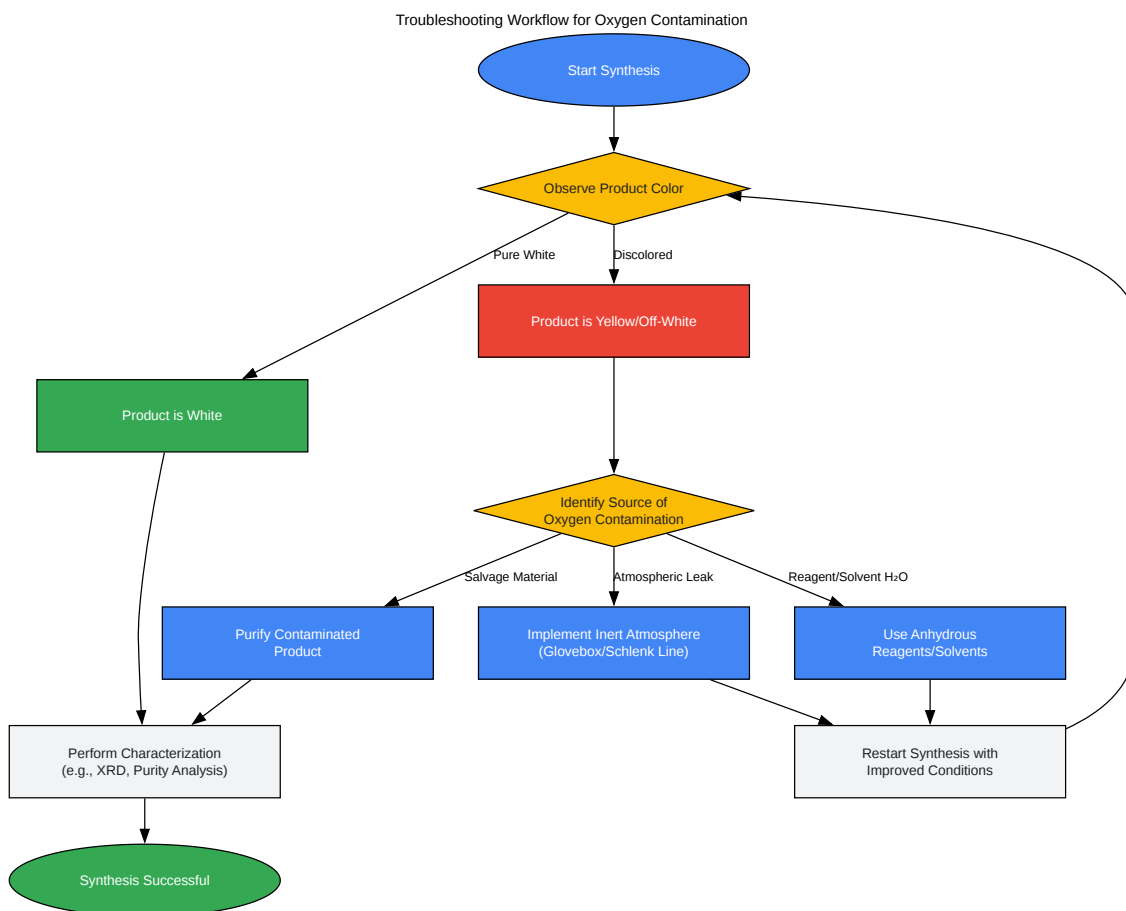 Troubleshooting Workflow for Oxygen Contamination
Start Synthesis
Observe Product Color
Pure White
Discolored
Product is Yellow/Off-White
Product is White
Identify Source of
Oxygen Contamination
Salvage Material
Atmospheric Leak
Reagent/Solvent H₂O
Purify Contaminated
Product
Implement Inert Atmosphere
(Glovebox/Schlenk Line)
Use Anhydrous
Reagents/Solvents
Perform Characterization
(e.g., XRD, Purity Analysis)
Restart Synthesis with
Improved Conditions
Synthesis Successful